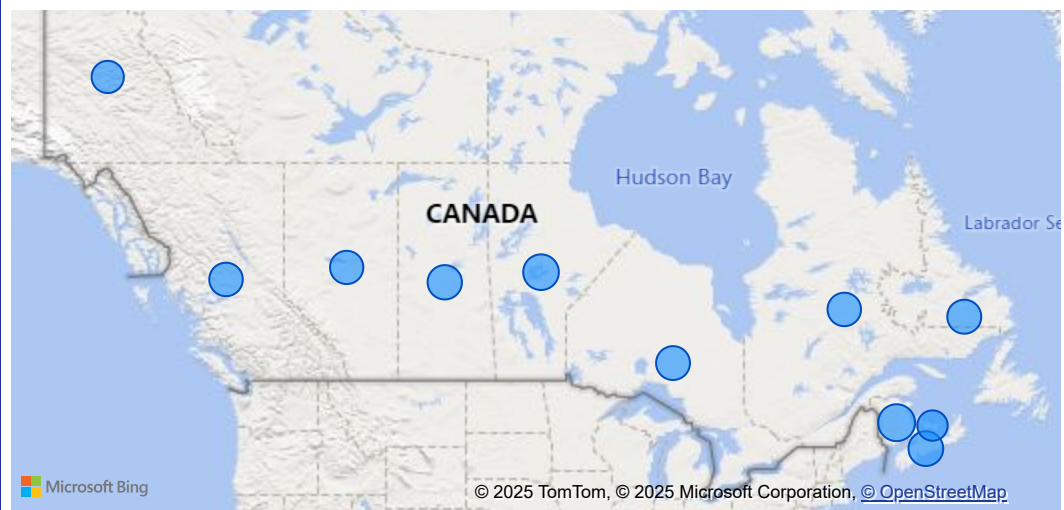 Hudson Bay
CANADA
Labrador Se
Microsoft Bing
© 2025 TomTom, © 2025 Microsoft Corporation, © OpenStreetMap